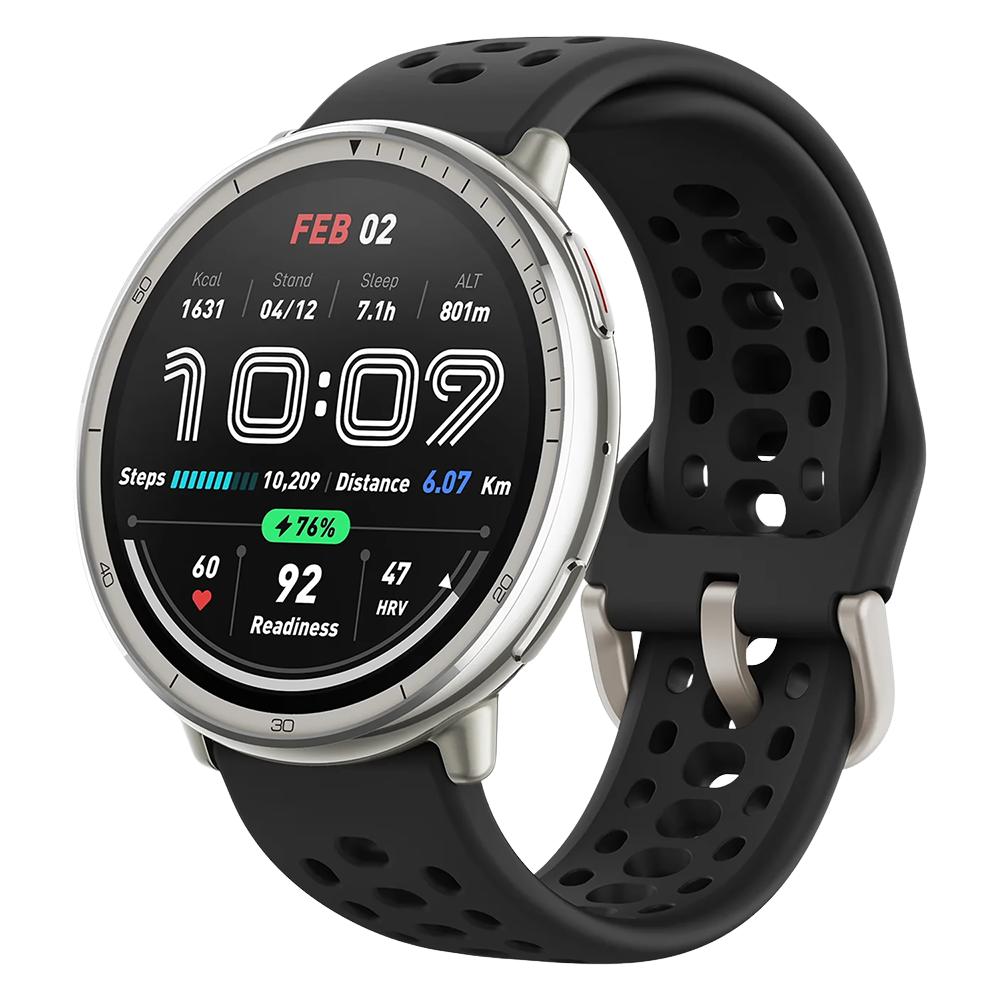 FEB 02
Kcal Stand Sleep ALT
1631 04/12 7.1h 801m
10:09
Steps 10,209 Distance 6.07 Km
76%
60 92 47
Readiness HRV
10
20
30
40
50